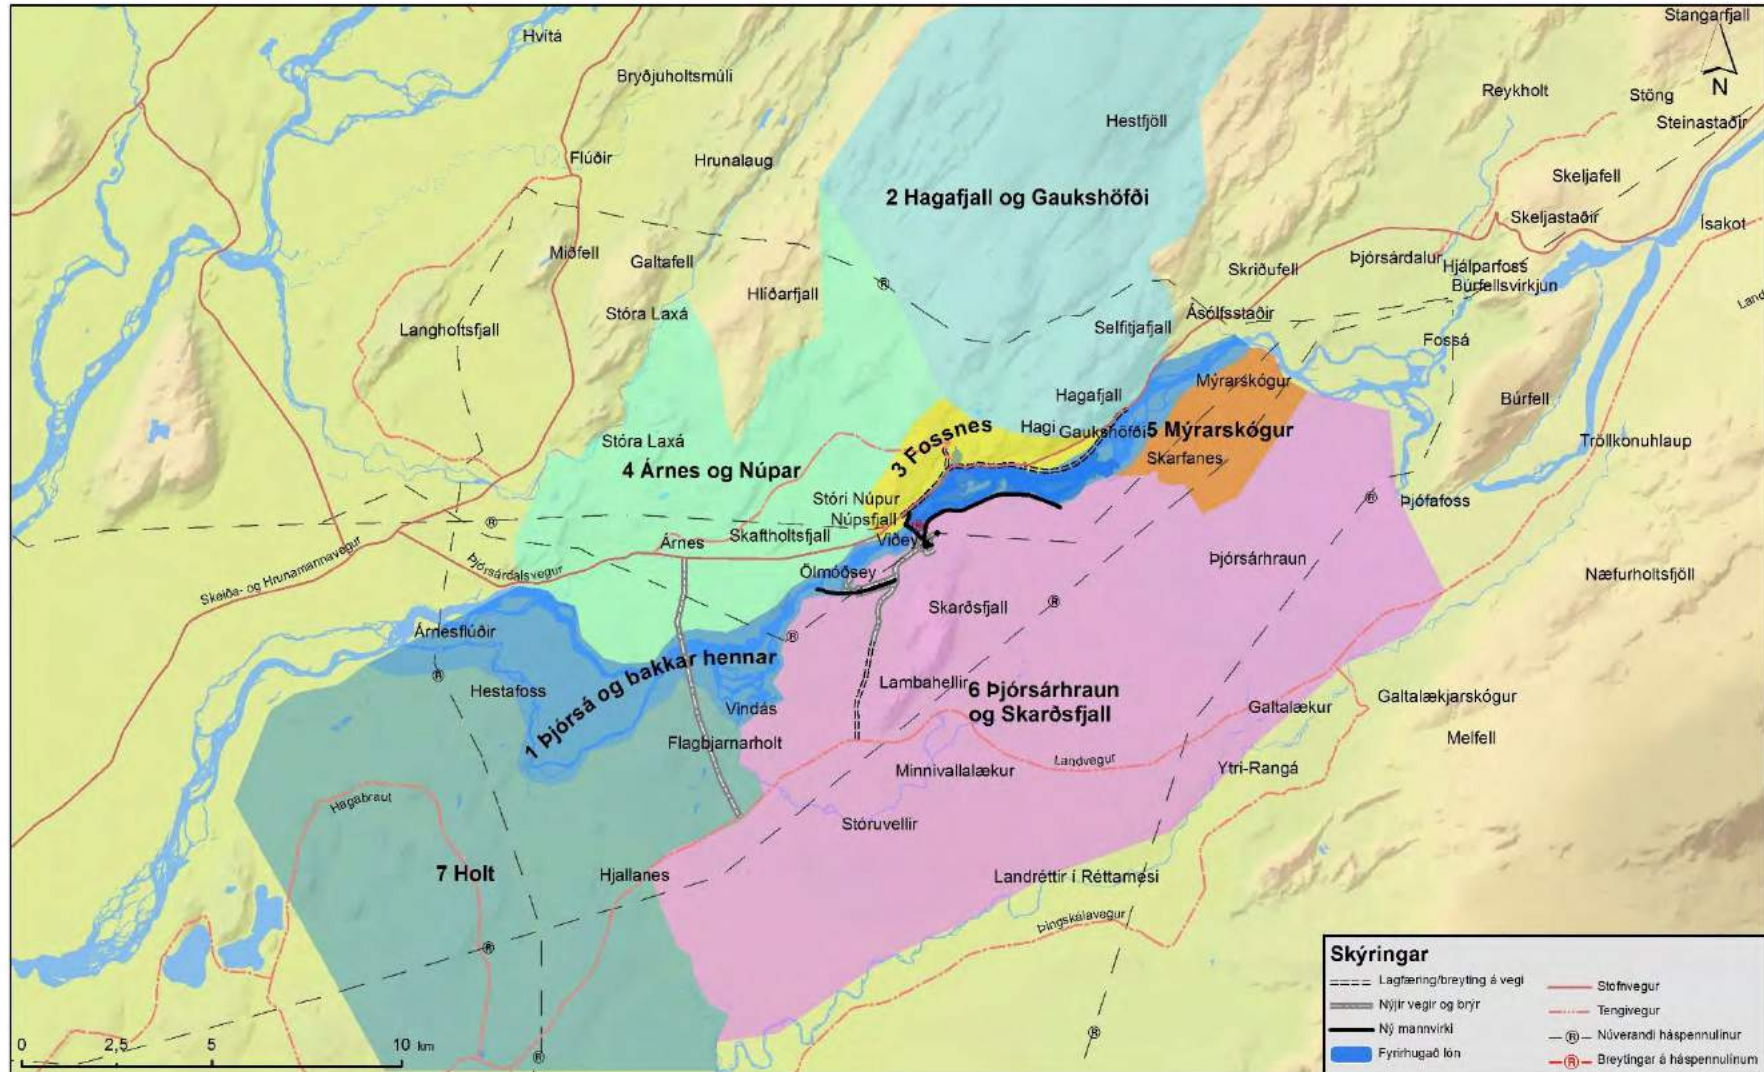 Stangarfjall
Hvítá
N
Bryðjuholtsmúli
Reykholt
Stöng
Hestfjöll
Steinastaðir
Flúðir
Hrunalaug
Skeljafell
2 Hagafjall og Gaukshöfði
Skeljastaðir
Ísakot
Miðfell
Galtafell
Þjórsárdalur
Skriðufell
Hjálparfoss
Búrfellsvirkjun
Hlíðarfjall
Land
Stóra Laxá
Ásólfsstaðir
Langholtsfjall
Selfitjafjall
Fossá
Mýrarskógur
Hagafjall
Búrfell
Hagi
Gaukshöfði
5 Mýrarskógur
3 Fossnes
Stóra Laxá
Tröllkonuhlaup
4 Árnes og Núpar
Skarfanes
Stóri Núpur
Þjófafoss
Núpsfjall
Skaftholtsfjall
Árnes
Viðey
Þjórsárdalsvegur
Skeiða- og Hrunamannavegur
Ölmóðsey
Þjórsárhraun
Næfurholtsfjöll
Skarðsfjall
Árnesflúðir
1 Þjórsá og bakkar hennar
Hestafoss
Lambahellir
6 Þjórsárhraun
og Skarðsfjall
Galtalækjarskógur
Vindás
Galtalækur
Flagbjarnarholt
Melfell
Landvegur
Minnivallalækur
Ytri-Rangá
Hagabraut
Stóruvellir
7 Holt
Hjallanes
Landréttir í Réttarnesi
Þingskálavegur
Skýringar
Lagfæring/breyting á vegi
Nýjir vegir og brýr
Ný mannvirki
Fyrirhugað lón
Stofnvegur
Tengivegur
R Núverandi háspennulínur
R Breytingar á háspennulínum
0 2,5 5 10 km